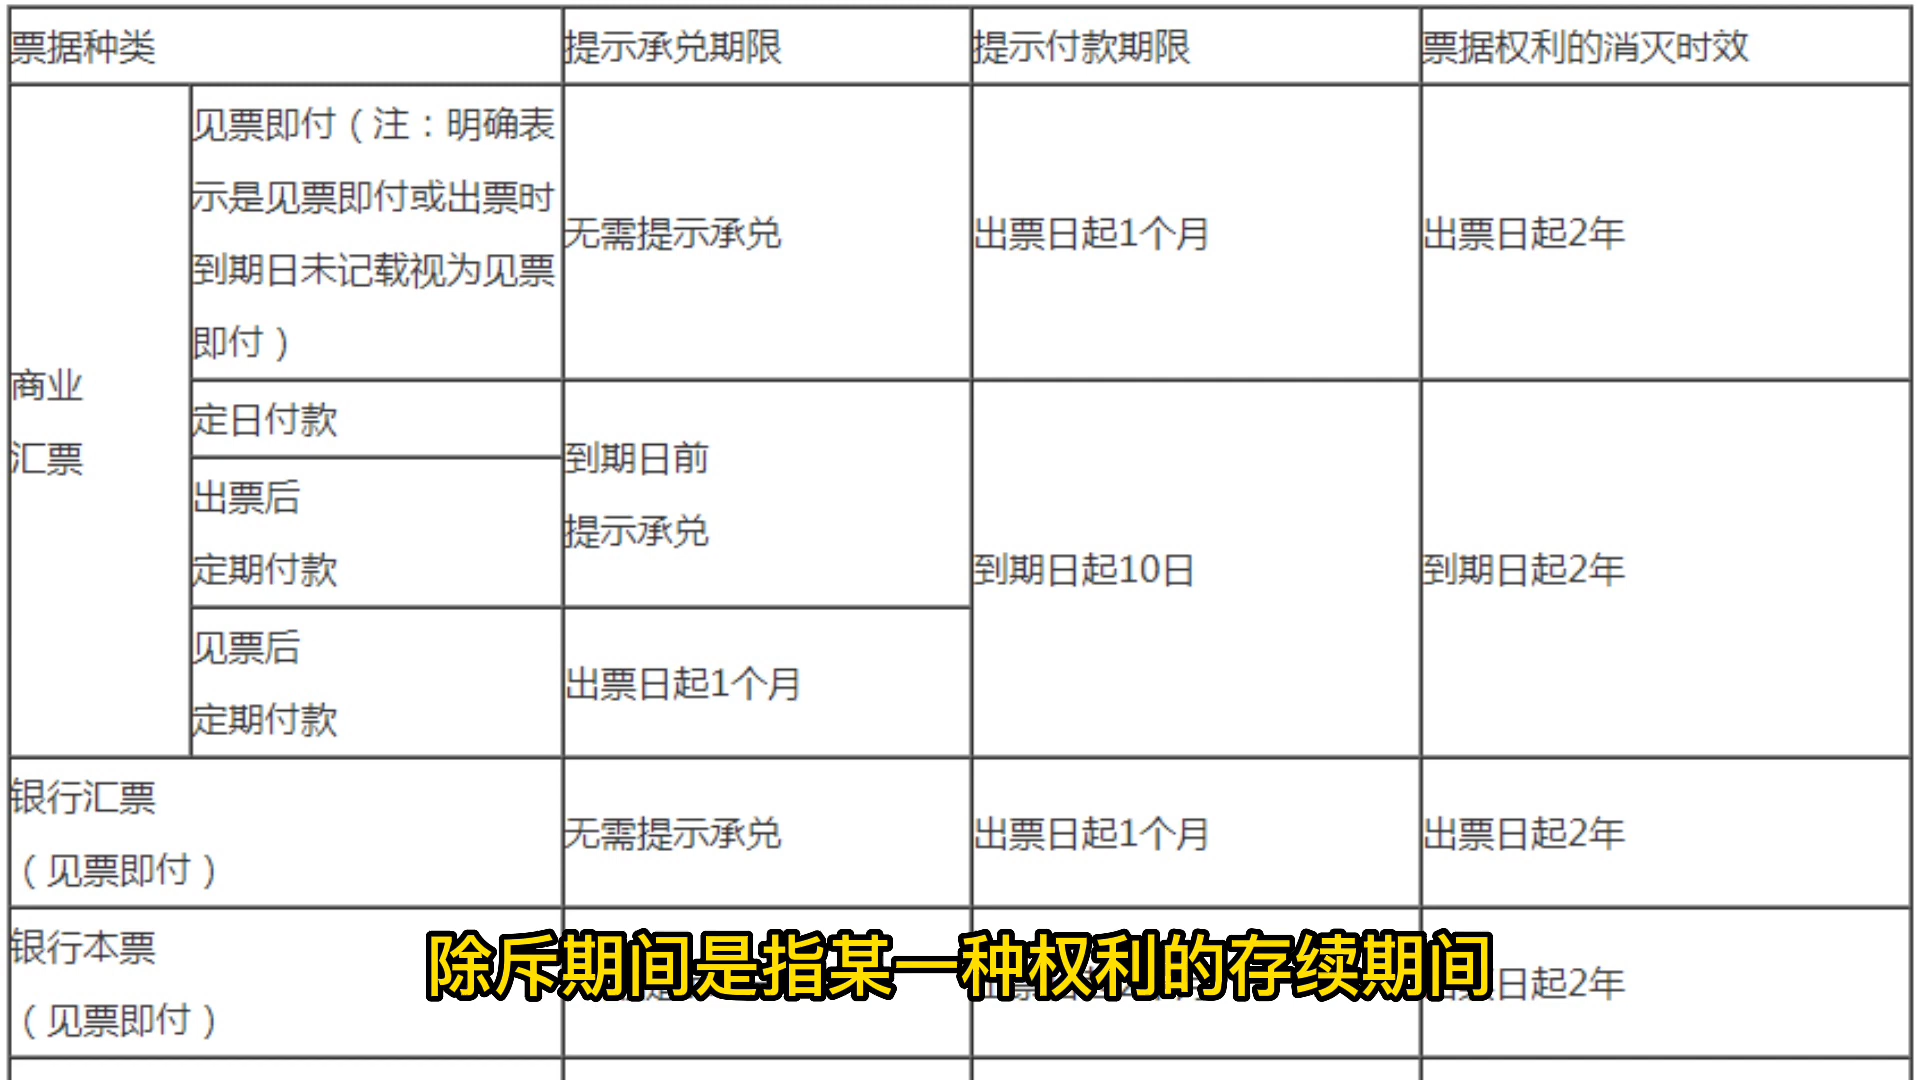 票据种类
提示承兑期限
提示付款期限
票据权利的消灭时效
商业
汇票
见票即付（注：明确表
示是见票即付或出票时
到期日未记载视为见票
即付）
无需提示承兑
出票日起1个月
出票日起2年
定日付款
出票后
定期付款
到期日前
提示承兑
到期日起10日
到期日起2年
见票后
定期付款
出票日起1个月
银行汇票
（见票即付）
无需提示承兑
出票日起1个月
出票日起2年
银行本票
（见票即付）
日起2年
除斥期间是指某一种权利的存续期间